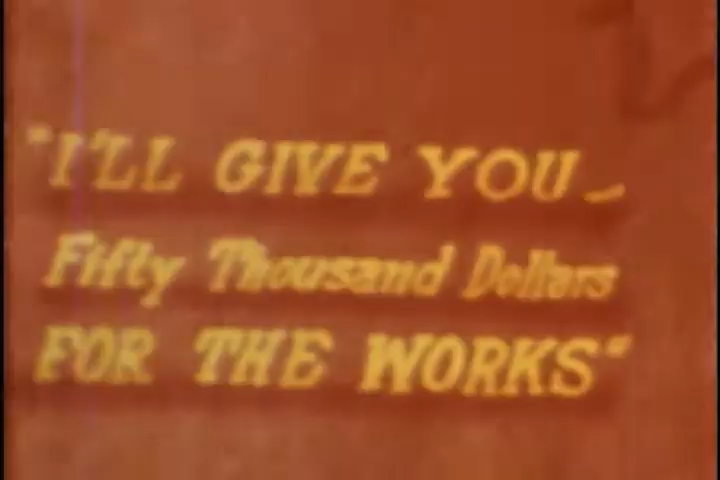 "I'LL GIVE YOU —
Fifty Thousand Dollars
FOR THE WORKS"